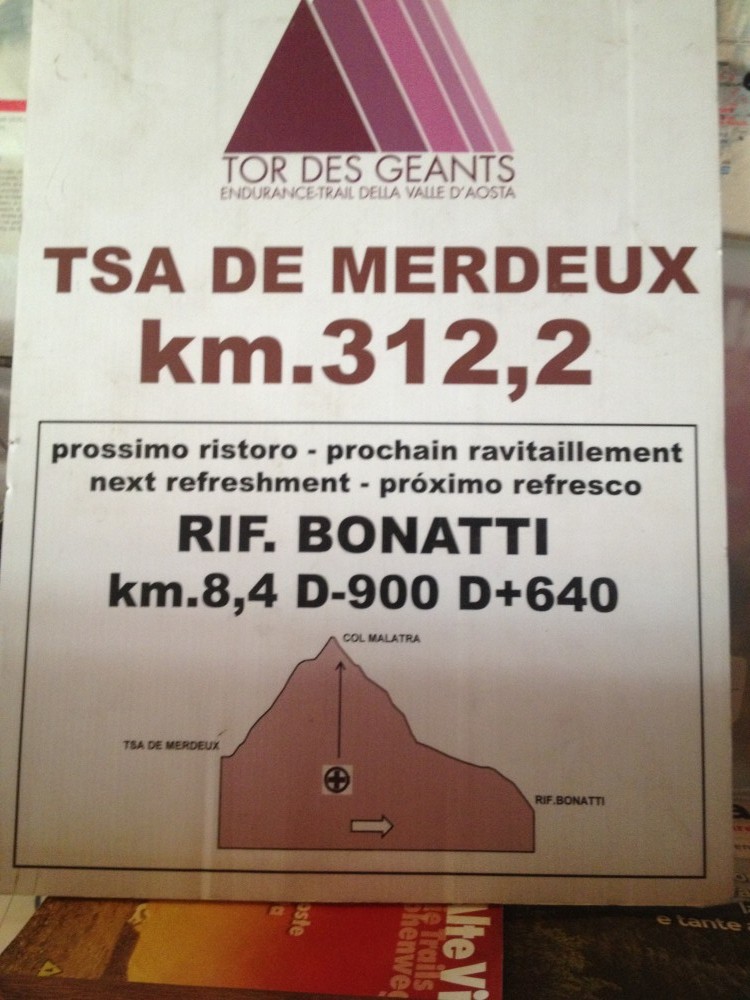 TOR DES GEANTS
ENDURANCE-TRAIL DELLA VALLE D'AOSTA
TSA DE MERDEUX
km.312,2
prossimo ristoro - prochain ravitaillement
next refreshment - próximo refresco
RIF. BONATTI
km.8,4 D-900 D+640
COL MALATRA
TSA DE MERDEUX
RIF.BONATTI
e tante